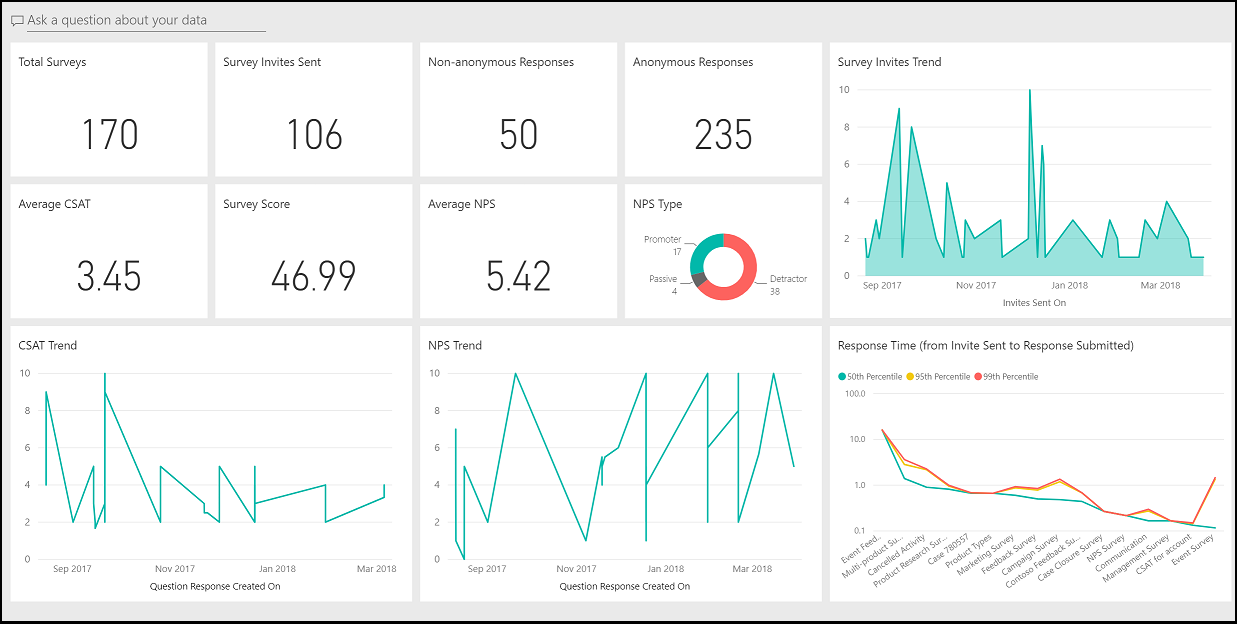 Ask a question about your data
Total Surveys
170
Survey Invites Sent
106
Non-anonymous Responses
50
Anonymous Responses
235
Survey Invites Trend
10
8
6
4
2
0
Sep 2017 Nov 2017 Jan 2018 Mar 2018
Invites Sent On
Average CSAT
3.45
Survey Score
46.99
Average NPS
5.42
NPS Type
Promoter
17
Passive
4
Detractor
38
CSAT Trend
10
8
6
4
2
0
Sep 2017 Nov 2017 Jan 2018 Mar 2018
Question Response Created On
NPS Trend
10
8
6
4
2
0
Sep 2017 Nov 2017 Jan 2018 Mar 2018
Question Response Created On
Response Time (from Invite Sent to Response Submitted)
50th Percentile 95th Percentile 99th Percentile
100.0
10.0
1.0
0.1
Event Feed...
Multi-product Su...
Cancelled Activity
Product Research Sur...
Case 780557
Product Types
Marketing Survey
Feedback Survey
Campaign Survey
Contoso Feedback Su...
Case Closure Survey
NPS Survey
Communication
Management Survey
CSAT for account
Event Survey